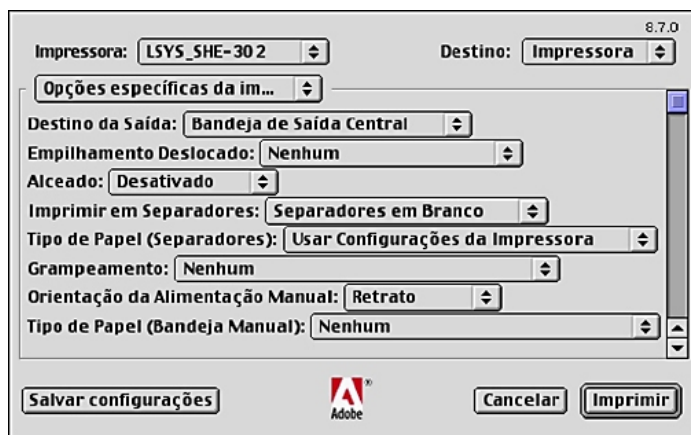 8.7.0
Impressora: LSYS_SHE-30 2 Destino: Impressora
Opções específicas da im...
Destino da Saída: Bandeja de Saída Central
Empilhamento Deslocado: Nenhum
Alceado: Desativado
Imprimir em Separadores: Separadores em Branco
Tipo de Papel (Separadores): Usar Configurações da Impressora
Grampeamento: Nenhum
Orientação da Alimentação Manual: Retrato
Tipo de Papel (Bandeja Manual): Nenhum
Salvar configurações Adobe® Cancelar Imprimir